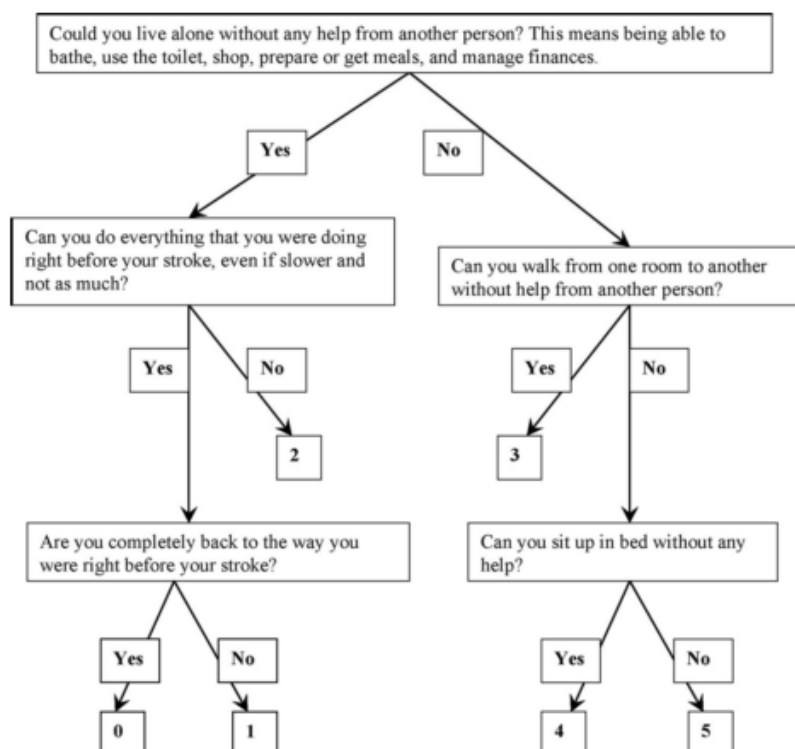 Could you live alone without any help from another person? This means being able to
bathe, use the toilet, shop, prepare or get meals, and manage finances.
Yes
No
Can you do everything that you were doing
right before your stroke, even if slower and
not as much?
Can you walk from one room to another
without help from another person?
Yes
No
Yes
No
2
3
Are you completely back to the way you
were right before your stroke?
Can you sit up in bed without any
help?
Yes
No
Yes
No
0
1
4
5